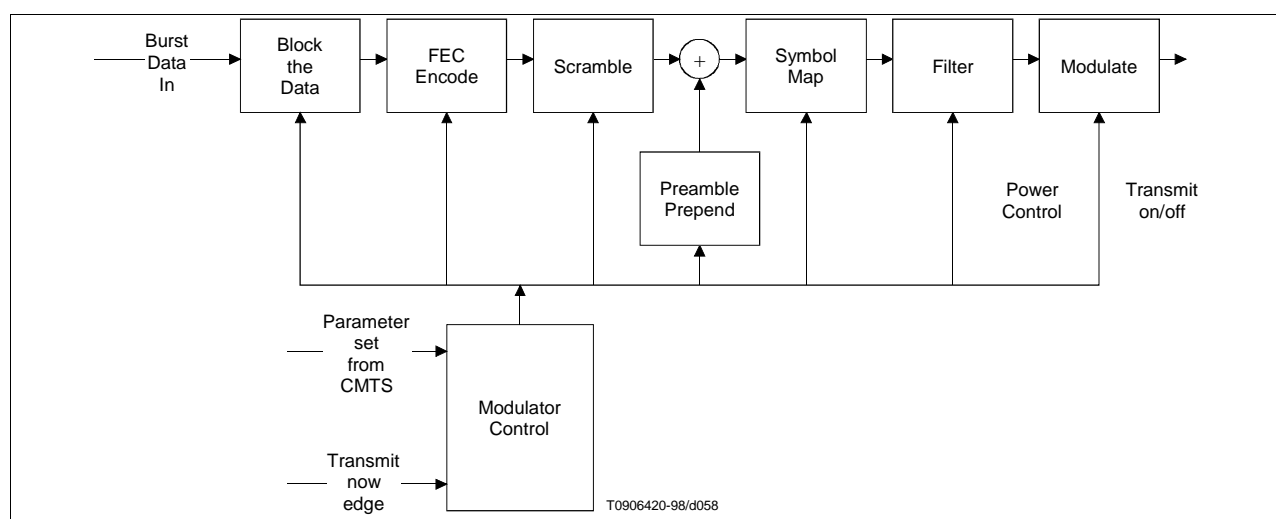 Burst
Data
In
Block
the
Data
FEC
Encode
Scramble
+
Symbol
Map
Filter
Modulate
Preamble
Prepend
Power
Control
Transmit
on/off
Parameter
set
from
CMTS
Modulator
Control
Transmit
now
edge
T0906420-98/d058